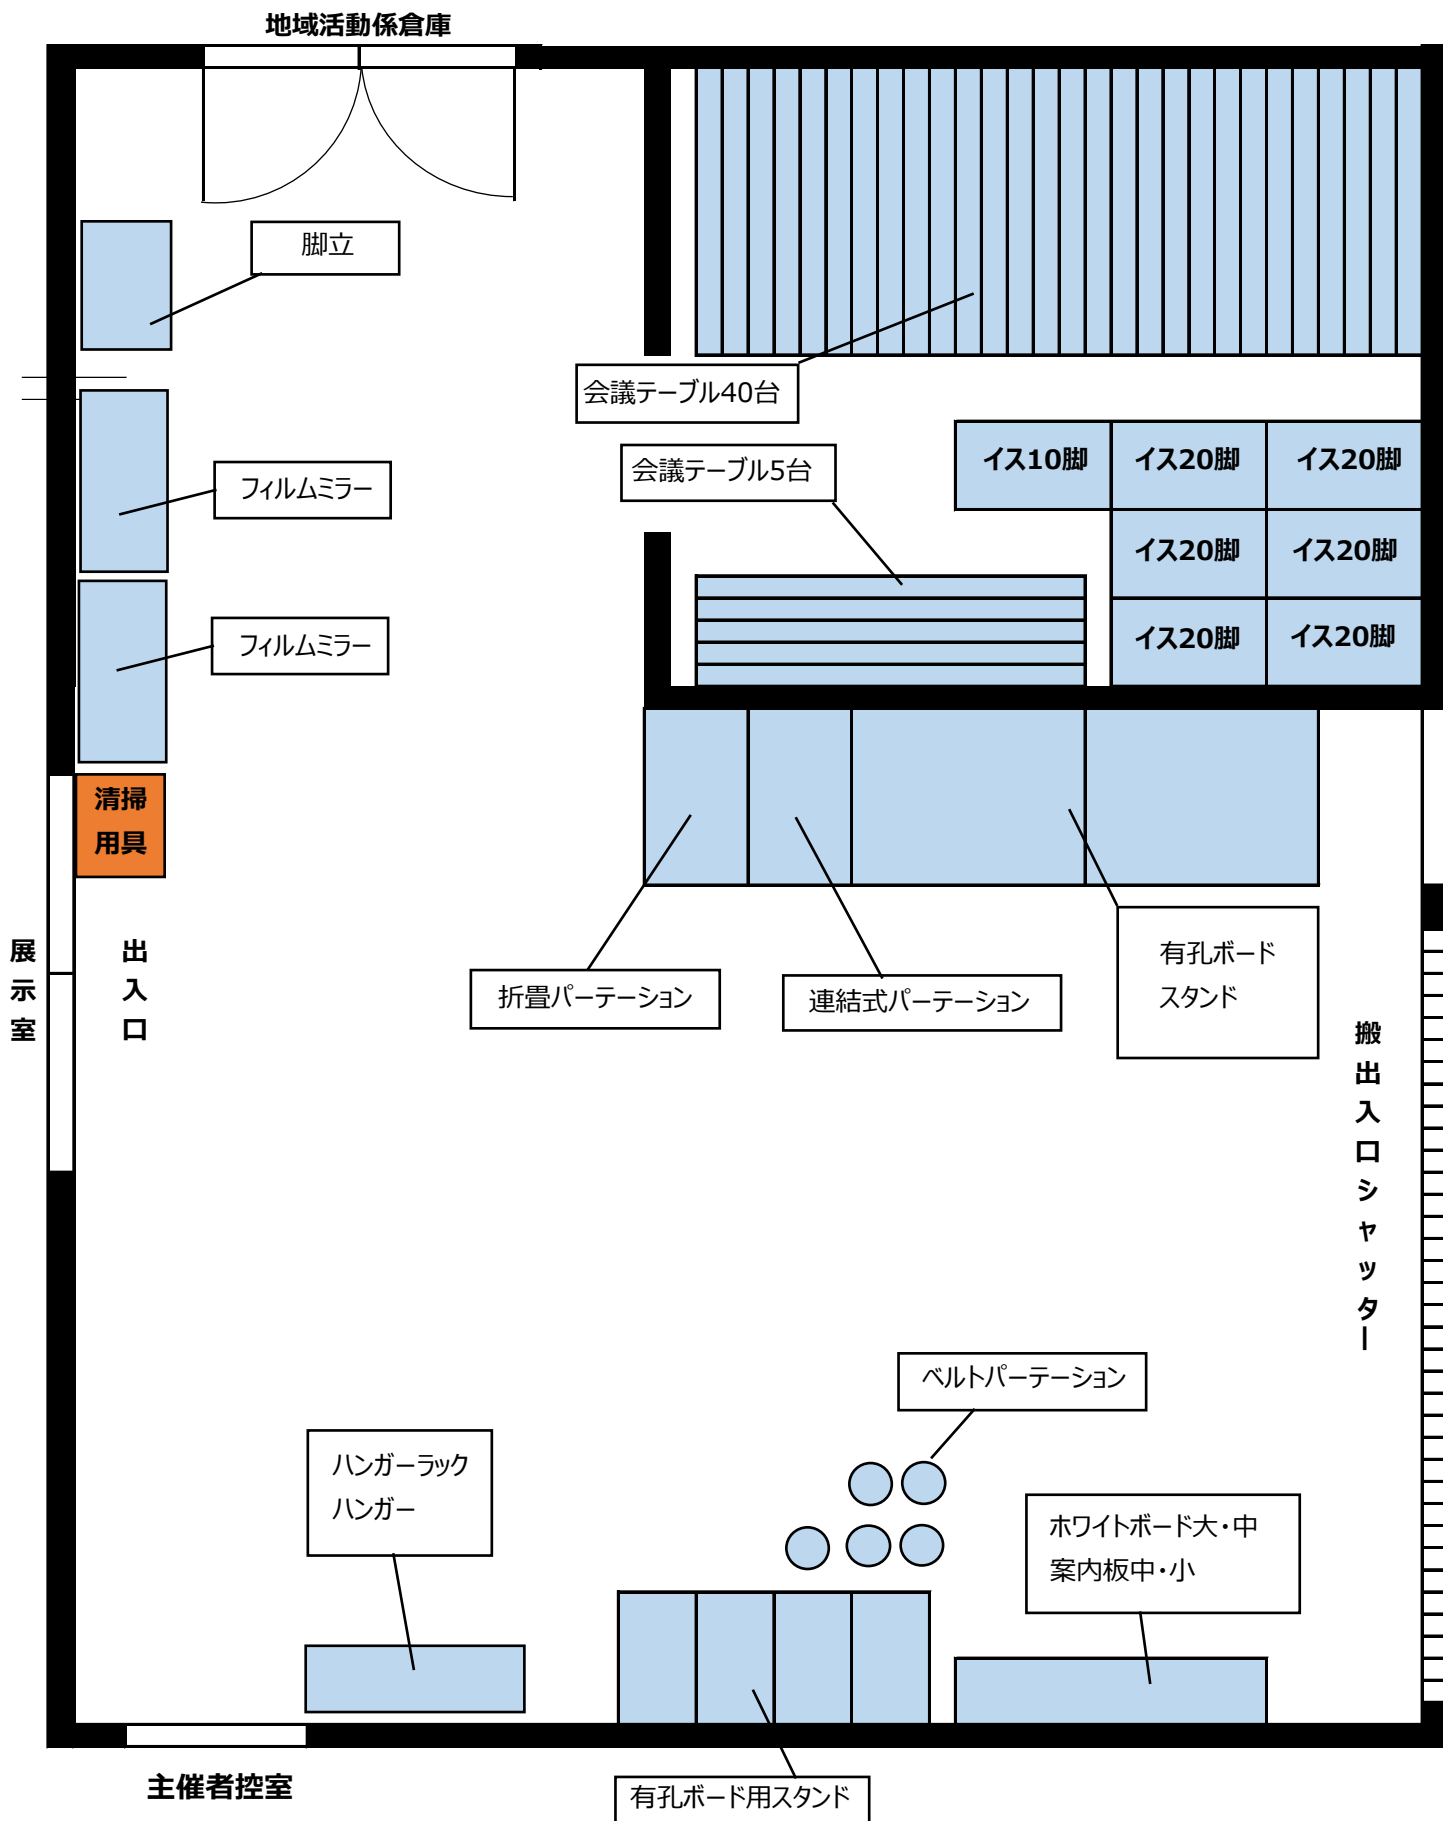 地域活動係倉庫
脚立
会議テーブル40台
会議テーブル5台
イス10脚
イス20脚
イス20脚
フィルムミラー
イス20脚
イス20脚
フィルムミラー
イス20脚
イス20脚
清掃
用具
展示室
出入口
折畳パーテーション
連結式パーテーション
有孔ボード
スタンド
搬出入口シャッター
ベルトパーテーション
ハンガーラック
ハンガー
ホワイトボード大・中
案内板中・小
主催者控室
有孔ボード用スタンド